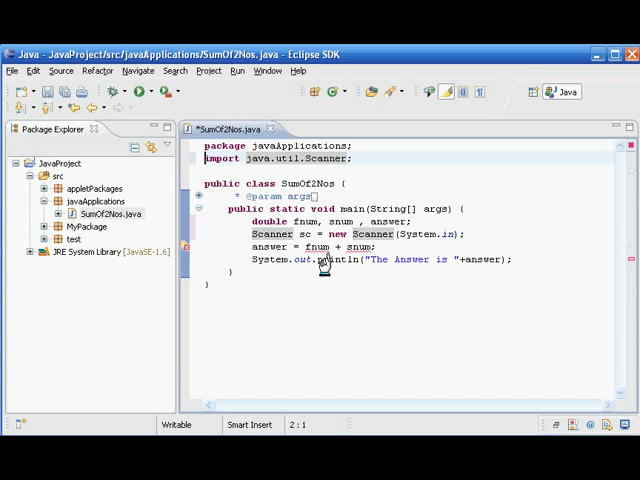 Java - JavaProject/src/javaApplications/SumOf2Nos.java - Eclipse SDK
File Edit Source Refactor Navigate Search Project Run Window Help
Java
Package Explorer
*SumOf2Nos.java
JavaProject
src
appletPackages
javaApplications
SumOf2Nos.java
MyPackage
test
JRE System Library [JavaSE-1.6]
package javaApplications;
import java.util.Scanner;
public class SumOf2Nos {
* @param args
public static void main(String[] args) {
double fnum, snum , answer;
Scanner sc = new Scanner(System.in);
answer = fnum + snum;
System.out.println("The Answer is "+answer);
}
}
Writable Smart Insert 2 : 1